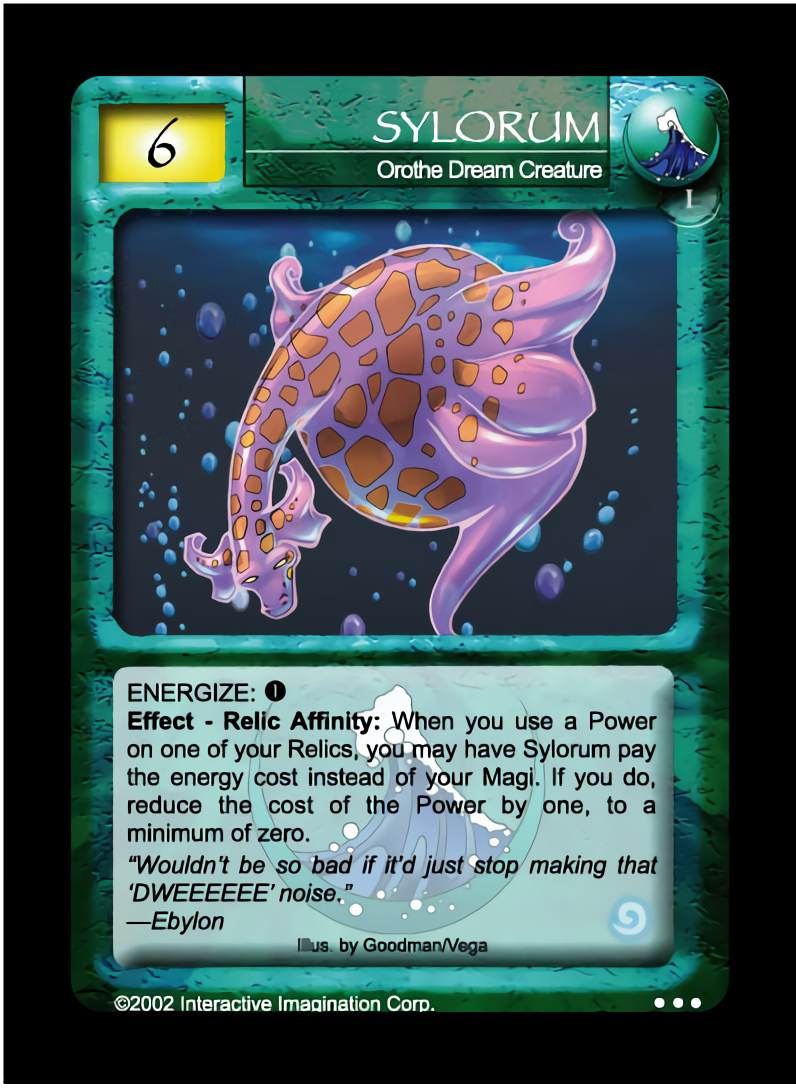 6
SYLORUM
Orothe Dream Creature
I
ENERGIZE: 1
Effect - Relic Affinity: When you use a Power
on one of your Relics, you may have Sylorum pay
the energy cost instead of your Magi. If you do,
reduce the cost of the Power by one, to a
minimum of zero.
“Wouldn't be so bad if it'd just stop making that
‘DWEEEEEE’ noise.”
—Ebylon
Illus. by Goodman/Vega
©2002 Interactive Imagination Corp.